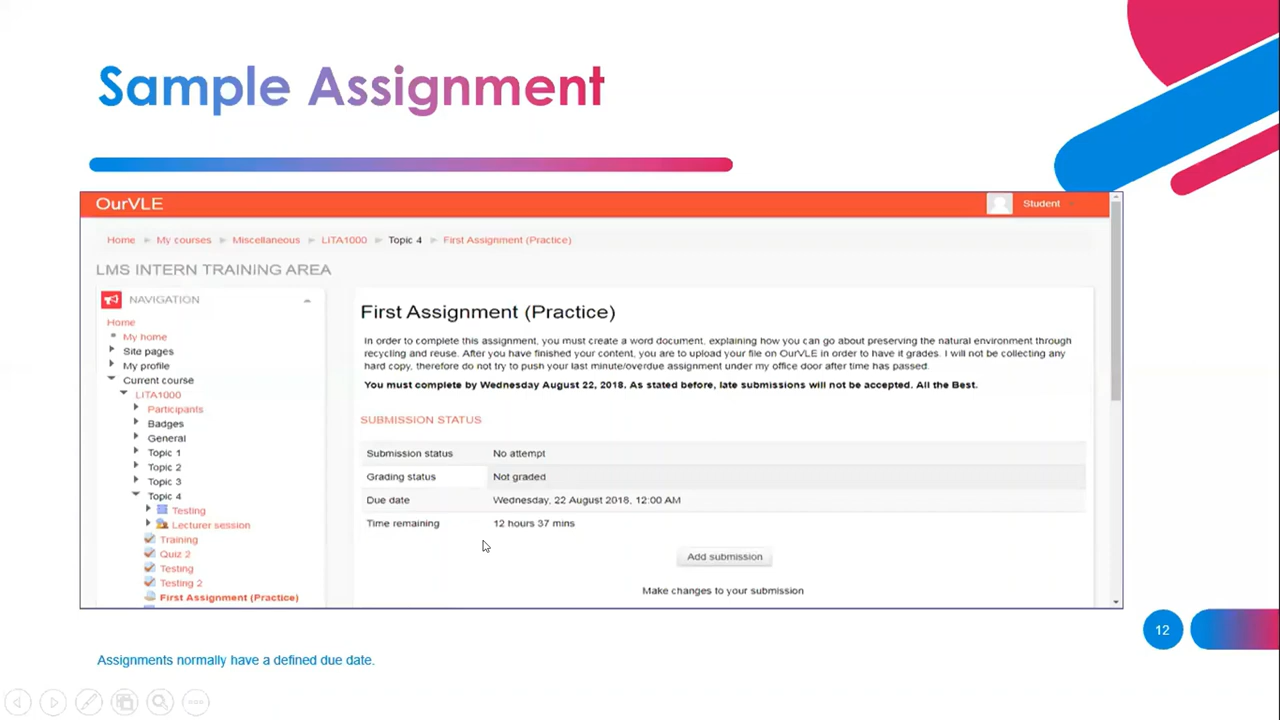 Sample Assignment
OurVLE
Student
Home My courses Miscellaneous LITA1000 Topic 4 First Assignment (Practice)
LMS INTERN TRAINING AREA
NAVIGATION
Home
My home
Site pages
My profile
Current course
LITA1000
Participants
Badges
General
Topic 1
Topic 2
Topic 3
Topic 4
Testing
Lecturer session
Training
Quiz 2
Testing
Testing 2
First Assignment (Practice)
First Assignment (Practice)
In order to complete this assignment, you must create a word document, explaining how you can go about preserving the natural environment through
recycling and reuse. After you have finished your content, you are to upload your file on OurVLE in order to have it grades. I will not be collecting any
hard copy, therefore do not try to push your last minute/overdue assignment under my office door after time has passed.
You must complete by Wednesday August 22, 2018. As stated before, late submissions will not be accepted. All the Best.
SUBMISSION STATUS
Submission status No attempt
Grading status Not graded
Due date Wednesday, 22 August 2018, 12:00 AM
Time remaining 12 hours 37 mins
Add submission
Make changes to your submission
12
Assignments normally have a defined due date.